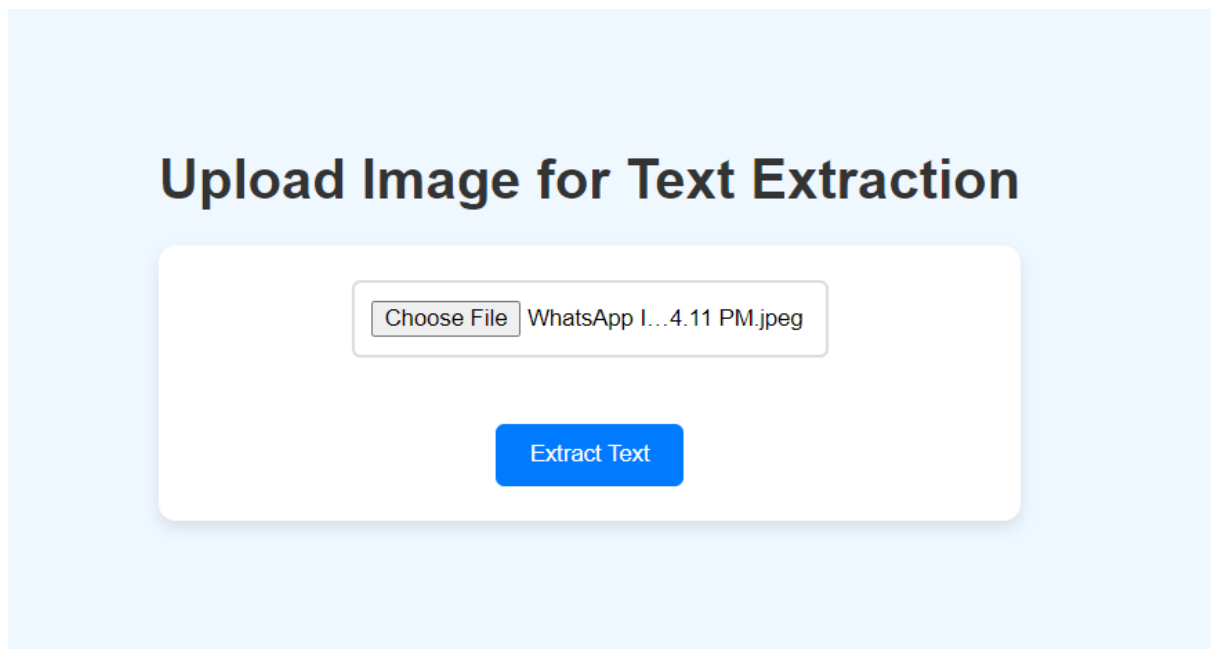 Upload Image for Text Extraction
Choose File WhatsApp I…4.11 PM.jpeg
Extract Text